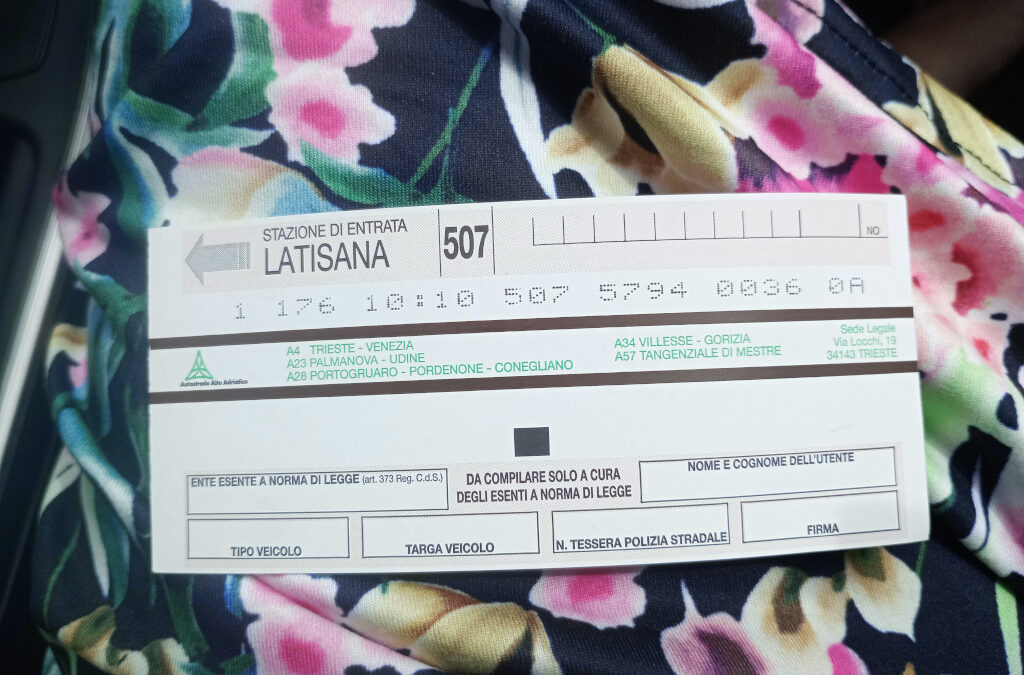 STAZIONE DI ENTRATA
LATISANA
507
NO
1 176 10:10 507 5794 0036 0A
A4 TRIESTE - VENEZIA
A23 PALMANOVA - UDINE
A28 PORTOGRUARO - PORDENONE - CONEGLIANO
A34 VILLESSE - GORIZIA
A57 TANGENZIALE DI MESTRE
Sede Legale
Via Locchi, 19
34143 TRIESTE
Autostrade Alto Adriatico
ENTE ESENTE A NORMA DI LEGGE (art. 373 Reg. C.d.S.)
DA COMPILARE SOLO A CURA
DEGLI ESENTI A NORMA DI LEGGE
NOME E COGNOME DELL'UTENTE
TIPO VEICOLO
TARGA VEICOLO
N. TESSERA POLIZIA STRADALE
FIRMA